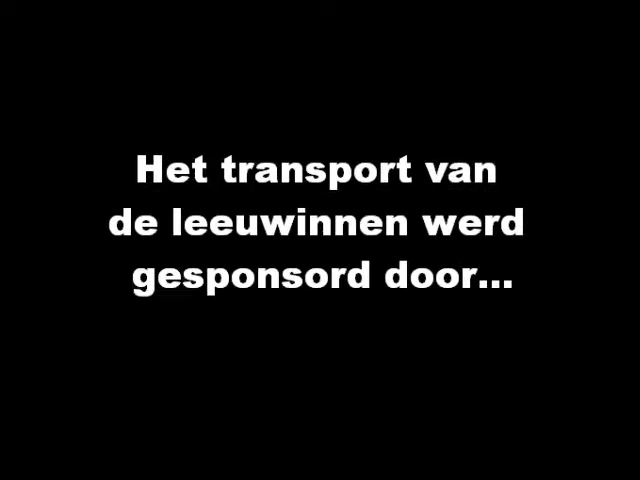 Het transport van
de leeuwinnen werd
gesponsord door...